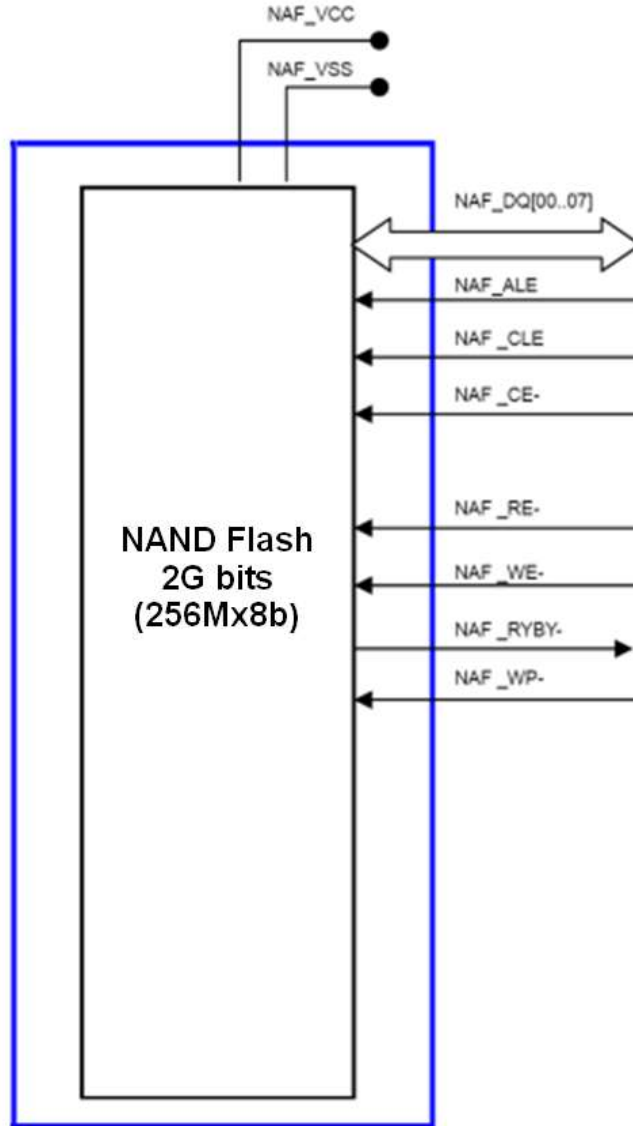 NAF_VCC
NAF_VSS
NAF_DQ[00..07]
NAF_ALE
NAF _CLE
NAF _CE-
NAF _RE-
NAF _WE-
NAF _RYBY-
NAF _WP-
NAND Flash
2G bits
(256Mx8b)